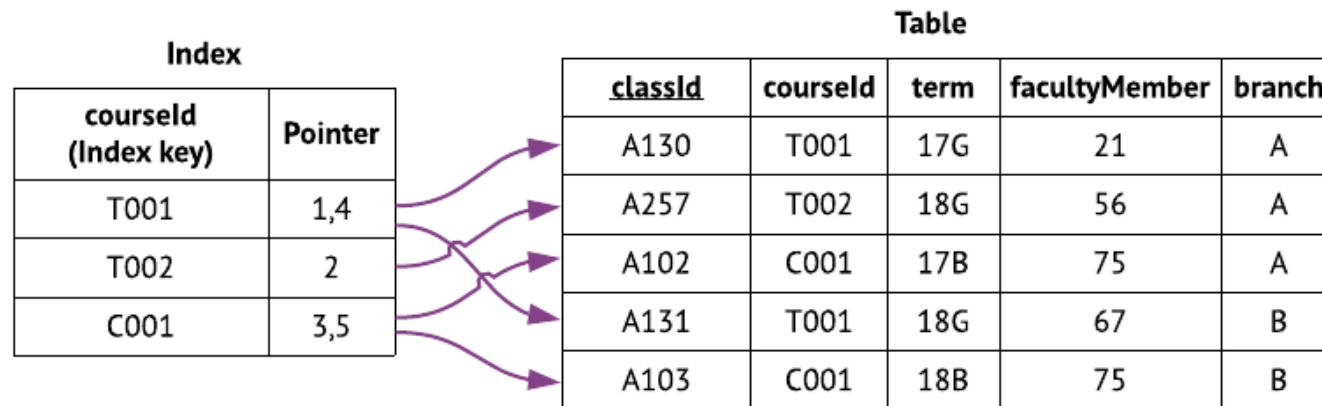 Table
Index
courseId
(Index key)
Pointer
T001 1,4
T002 2
C001 3,5
classId courseId term facultyMember branch
A130 T001 17G 21 A
A257 T002 18G 56 A
A102 C001 17B 75 A
A131 T001 18G 67 B
A103 C001 18B 75 B